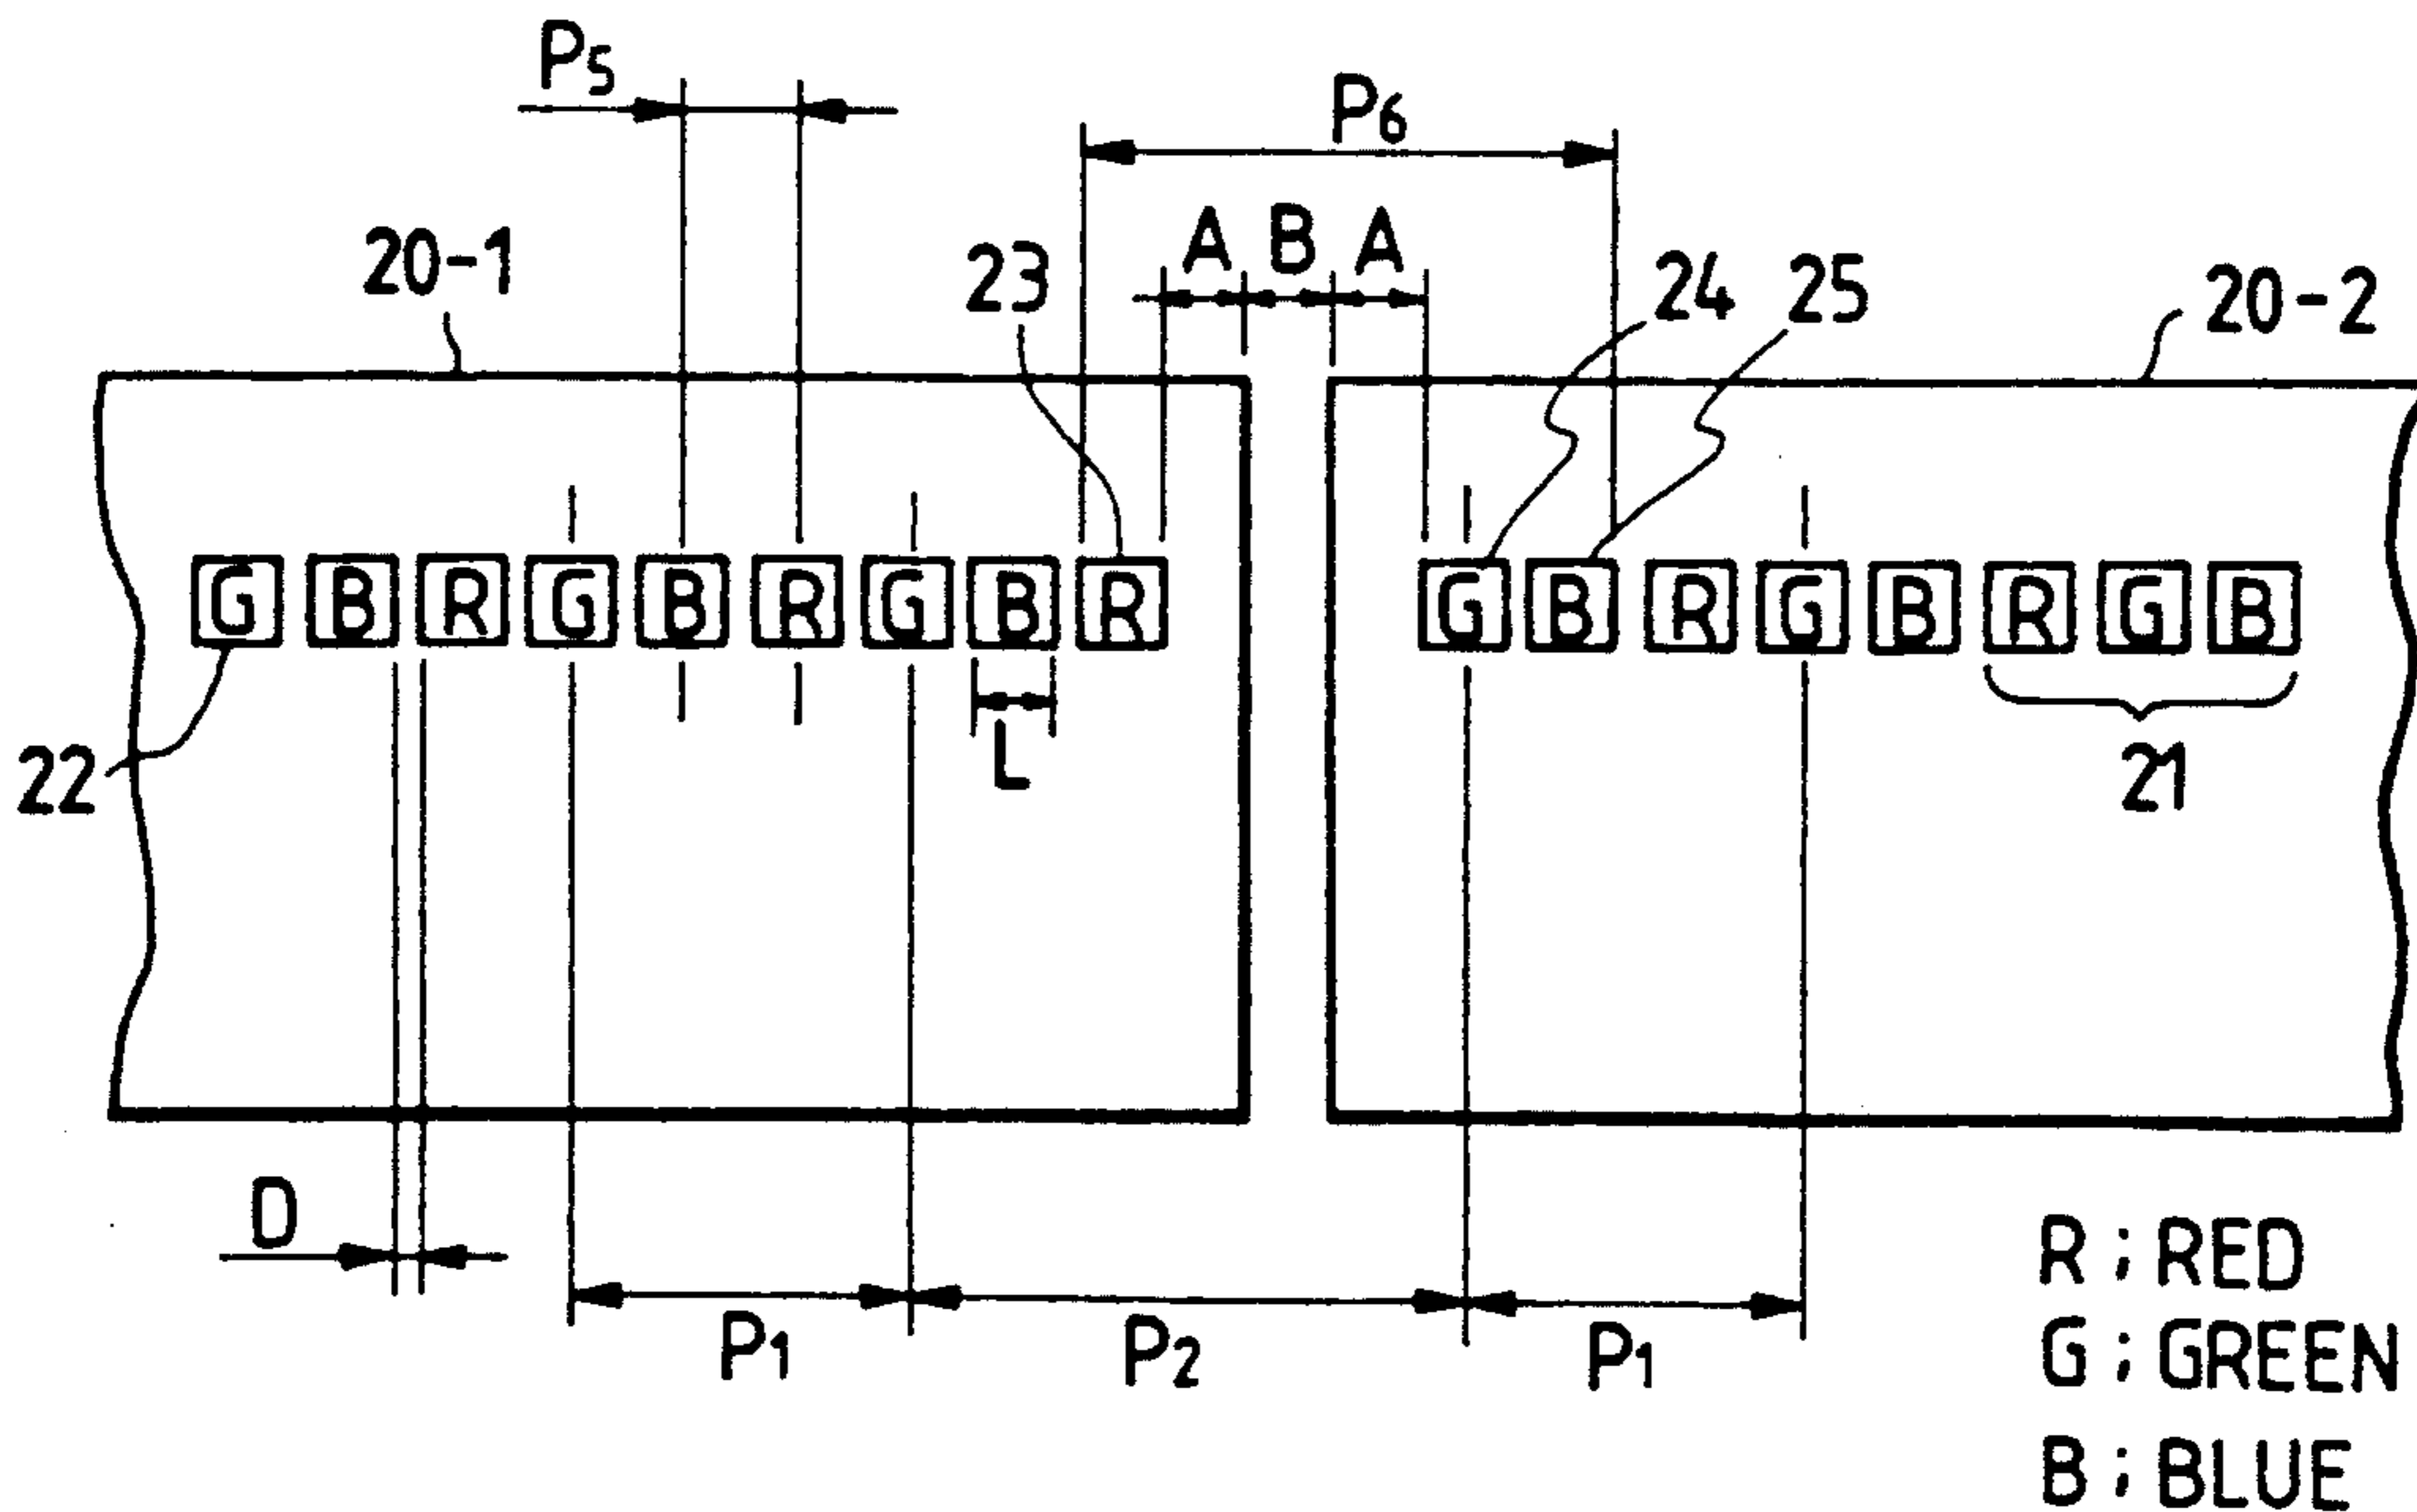 P5
P6
A B A
20-1
23
24
25
20-2
G B R G B R G B R
G B R G B R G B
22
L
21
D
P1
P2
P1
R ; RED
G ; GREEN
B ; BLUE